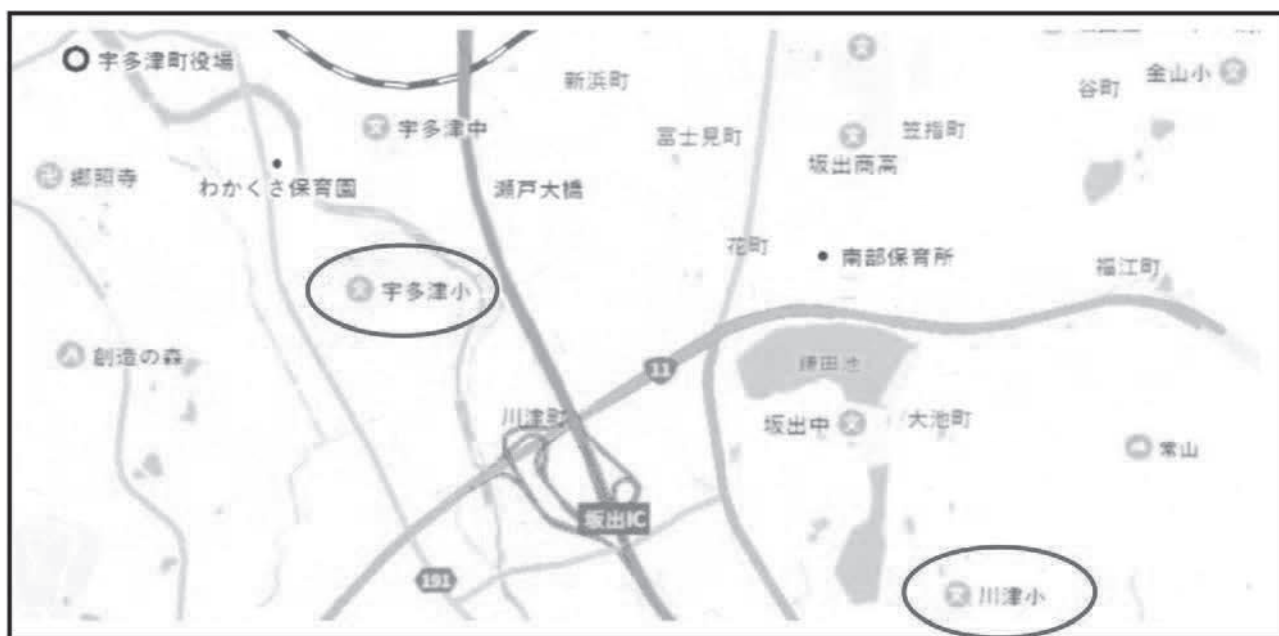 宇多津町役場
新浜町
谷町
金山小
宇多津中
富士見町
笠指町
坂出商高
郷照寺
わかくさ保育園
瀬戸大橋
花町
南部保育所
福江町
宇多津小
創造の森
11
鎌田池
川津町
坂出中
大池町
常山
坂出IC
191
川津小